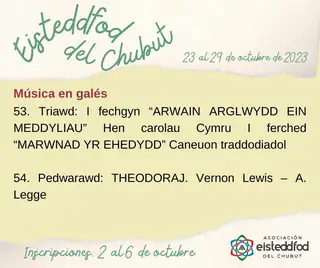 Eisteddfod
del Chubut
23 al 29 de octubre de 2023
Música en galés
53. Triawd: I fechgyn “ARWAIN ARGLWYDD EIN
MEDDYLIAU” Hen carolau Cymru I ferched
“MARWNAD YR EHEDYDD” Caneuon traddodiadol
54. Pedwarawd: THEODORAJ. Vernon Lewis – A.
Legge
Inscripciones: 2 al 6 de octubre
ASOCIACIÓN
eisteddfod
DEL CHUBUT